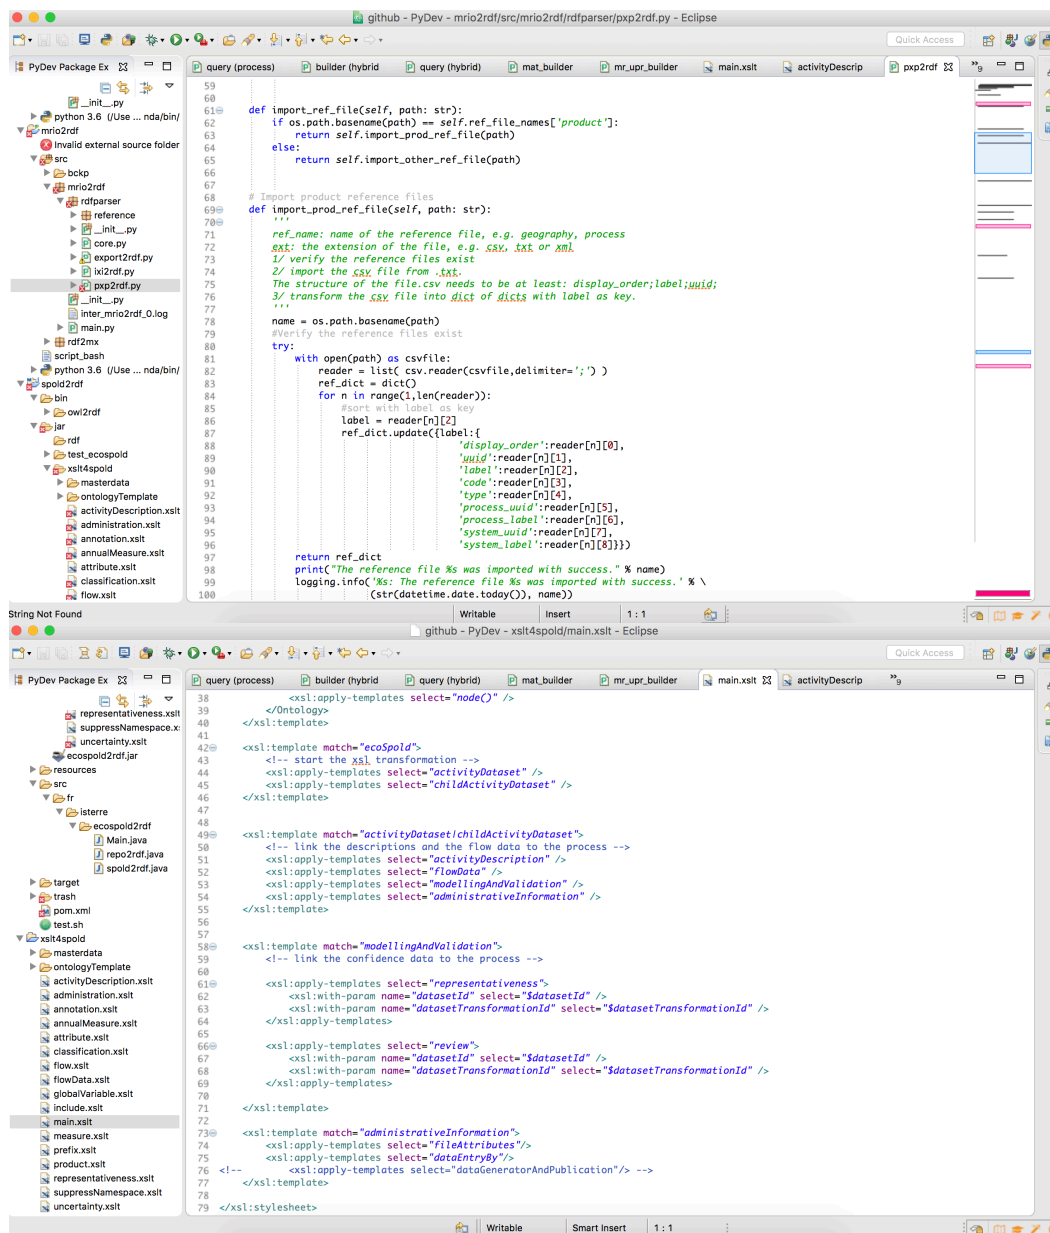 github - PyDev - mrio2rdf/src/mrio2rdf/rdfparser/pxp2rdf.py - Eclipse
Quick Access
PyDev Package Ex
query (process)
builder (hybrid
query (hybrid)
mat_builder
mr_upr_builder
main.xslt
activityDescrip
pxp2rdf
»9
__init__.py
python 3.6 (/Use ... nda/bin/
mrio2rdf
Invalid external source folder
src
bckp
mrio2rdf
rdfparser
reference
__init__.py
core.py
export2rdf.py
ixi2rdf.py
pxp2rdf.py
__init__.py
inter_mrio2rdf_0.log
main.py
rdf2mx
script_bash
python 3.6 (/Use ... nda/bin/
spold2rdf
bin
owl2rdf
jar
rdf
test_ecospold
xslt4spold
masterdata
ontologyTemplate
activityDescription.xslt
administration.xslt
annotation.xslt
annualMeasure.xslt
attribute.xslt
classification.xslt
flow.xslt
59
60
61 def import_ref_file(self, path: str):
62 if os.path.basename(path) == self.ref_file_names['product']:
63 return self.import_prod_ref_file(path)
64 else:
65 return self.import_other_ref_file(path)
66
67
68 # Import product reference files
69 def import_prod_ref_file(self, path: str):
70 '''
71 ref_name: name of the reference file, e.g. geography, process
72 ext: the extension of the file, e.g. csv, txt or xml
73 1/ verify the reference files exist
74 2/ import the csv file from .txt.
75 The structure of the file.csv needs to be at least: display_order;label;uuid;
76 3/ transform the csv file into dict of dicts with label as key.
77 '''
78 name = os.path.basename(path)
79 #Verify the reference files exist
80 try:
81 with open(path) as csvfile:
82 reader = list( csv.reader(csvfile,delimiter=';') )
83 ref_dict = dict()
84 for n in range(1,len(reader)):
85 #sort with label as key
86 label = reader[n][2]
87 ref_dict.update({label:{
88 'display_order':reader[n][0],
89 'uuid':reader[n][1],
90 'label':reader[n][2],
91 'code':reader[n][3],
92 'type':reader[n][4],
93 'process_uuid':reader[n][5],
94 'process_label':reader[n][6],
95 'system_uuid':reader[n][7],
96 'system_label':reader[n][8]}})
97 return ref_dict
98 print("The reference file %s was imported with success." % name)
99 logging.info('%s: The reference file %s was imported with success.' % \
100 (str(datetime.date.today()), name))
String Not Found
Writable
Insert
1 : 1
github - PyDev - xslt4spold/main.xslt - Eclipse
Quick Access
PyDev Package Ex
query (process)
builder (hybrid
query (hybrid)
mat_builder
mr_upr_builder
main.xslt
activityDescrip
»9
representativeness.xslt
suppressNamespace.x
uncertainty.xslt
ecospold2rdf.jar
resources
src
fr
isterre
ecospold2rdf
Main.java
repo2rdf.java
spold2rdf.java
target
trash
pom.xml
test.sh
xslt4spold
masterdata
ontologyTemplate
activityDescription.xslt
administration.xslt
annotation.xslt
annualMeasure.xslt
attribute.xslt
classification.xslt
flow.xslt
flowData.xslt
globalVariable.xslt
include.xslt
main.xslt
measure.xslt
prefix.xslt
product.xslt
representativeness.xslt
suppressNamespace.xslt
uncertainty.xslt
38 <xsl:apply-templates select="node()" />
39 </Ontology>
40 </xsl:template>
41
42 <xsl:template match="ecoSpold">
43 <!-- start the xsl transformation -->
44 <xsl:apply-templates select="activityDataset" />
45 <xsl:apply-templates select="childActivityDataset" />
46 </xsl:template>
47
48
49 <xsl:template match="activityDataset|childActivityDataset">
50 <!-- link the descriptions and the flow data to the process -->
51 <xsl:apply-templates select="activityDescription" />
52 <xsl:apply-templates select="flowData" />
53 <xsl:apply-templates select="modellingAndValidation" />
54 <xsl:apply-templates select="administrativeInformation" />
55 </xsl:template>
56
57
58 <xsl:template match="modellingAndValidation">
59 <!-- link the confidence data to the process -->
60
61 <xsl:apply-templates select="representativeness">
62 <xsl:with-param name="datasetId" select="$datasetId" />
63 <xsl:with-param name="datasetTransformationId" select="$datasetTransformationId" />
64 </xsl:apply-templates>
65
66 <xsl:apply-templates select="review">
67 <xsl:with-param name="datasetId" select="$datasetId" />
68 <xsl:with-param name="datasetTransformationId" select="$datasetTransformationId" />
69 </xsl:apply-templates>
70
71 </xsl:template>
72
73 <xsl:template match="administrativeInformation">
74 <xsl:apply-templates select="fileAttributes"/>
75 <xsl:apply-templates select="dataEntryBy"/>
76 <!-- <xsl:apply-templates select="dataGeneratorAndPublication"/> -->
77 </xsl:template>
78
79 </xsl:stylesheet>
Writable
Smart Insert
1 : 1